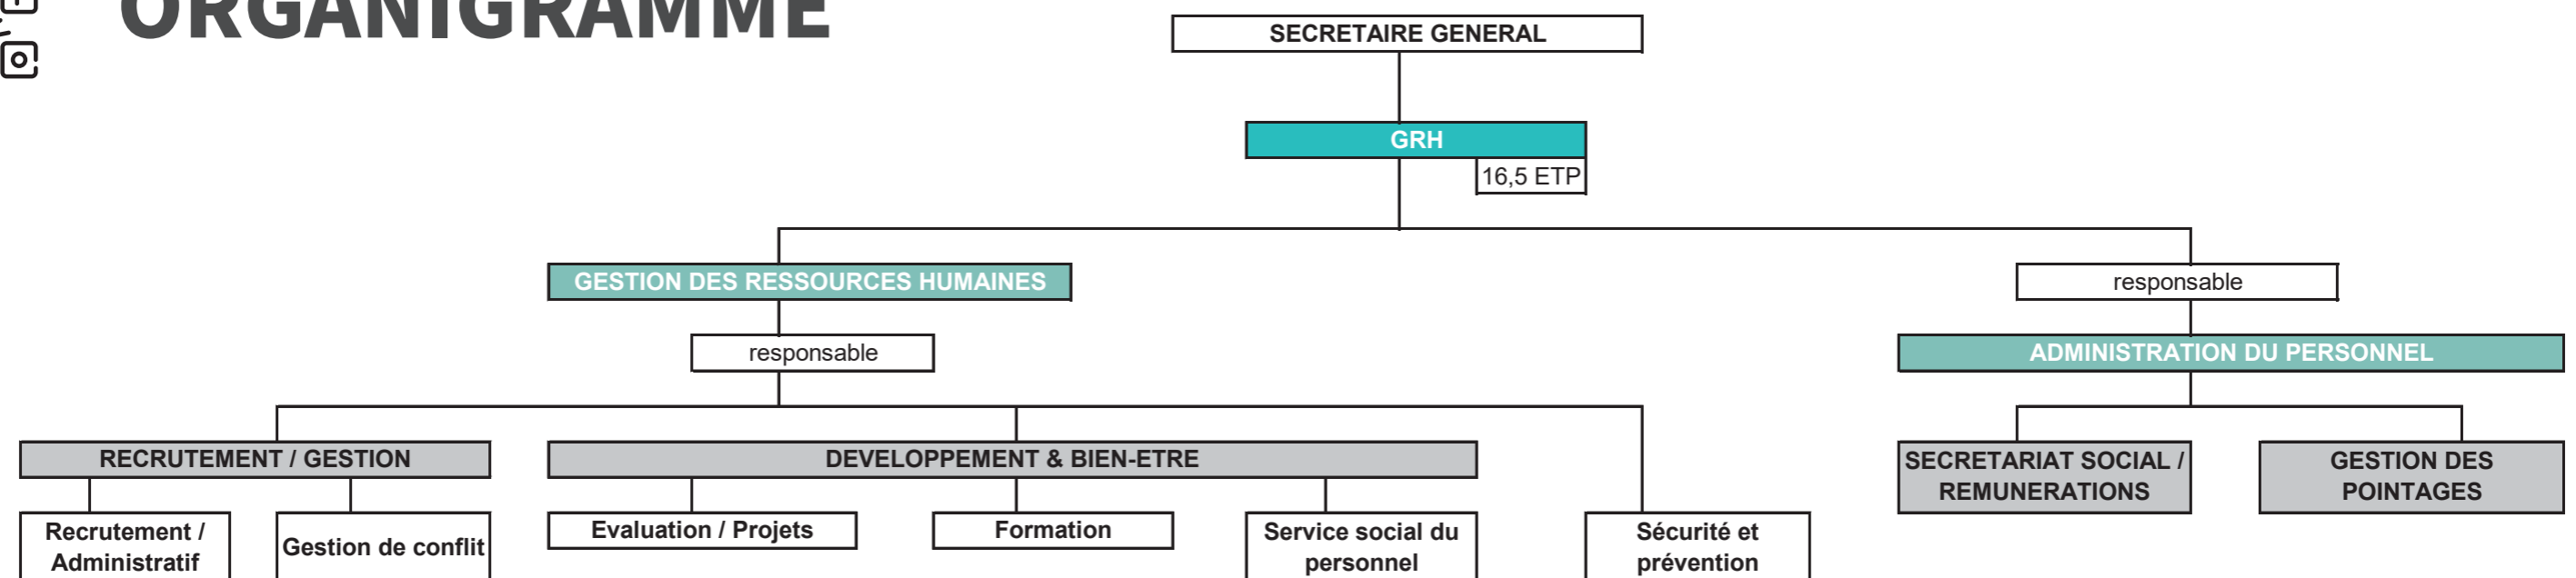 ORGANIGRAMME
SECRETAIRE GENERAL
GRH
16,5 ETP
GESTION DES RESSOURCES HUMAINES
responsable
responsable
ADMINISTRATION DU PERSONNEL
RECRUTEMENT / GESTION
DEVELOPPEMENT & BIEN-ETRE
SECRETARIAT SOCIAL /
REMUNERATIONS
GESTION DES
POINTAGES
Recrutement /
Administratif
Gestion de conflit
Evaluation / Projets
Formation
Service social du
personnel
Sécurité et
prévention